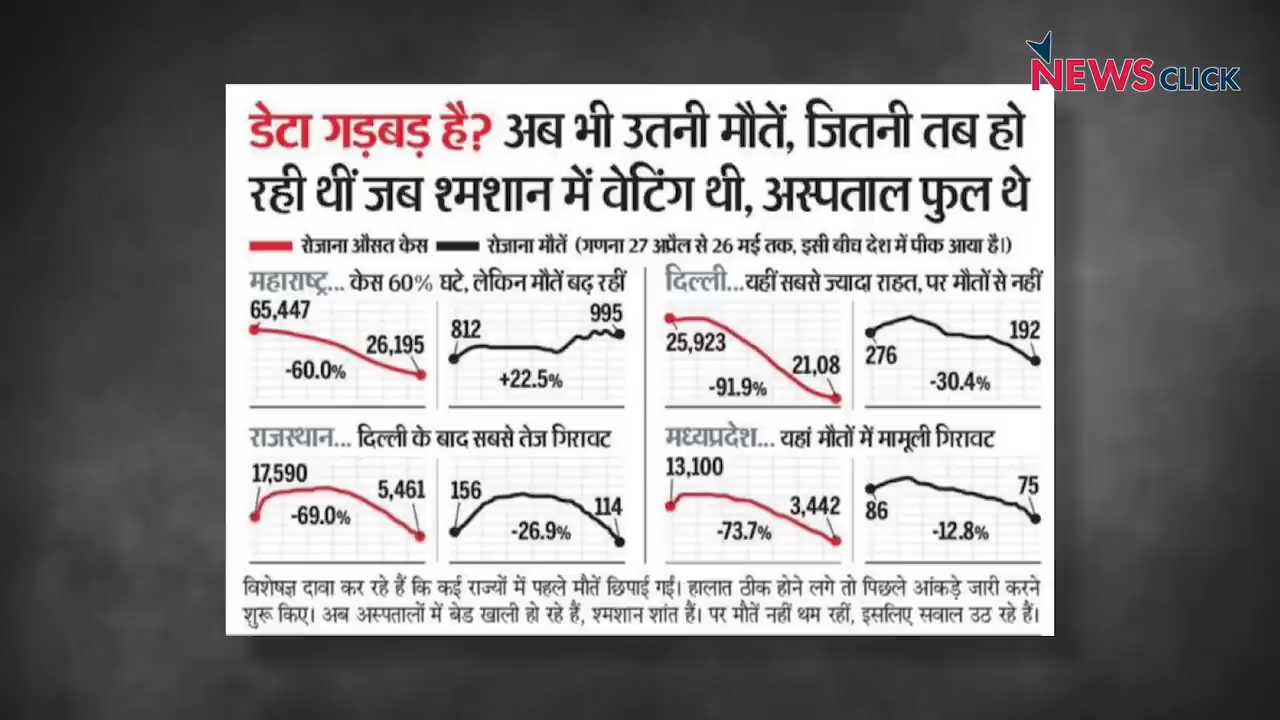 NEWSCLICK
डेटा गड़बड़ है? अब भी उतनी मौतें, जितनी तब हो
रही थीं जब श्मशान में वेटिंग थी, अस्पताल फुल थे
रोजाना औसत केस रोजाना मौतें (गणना 27 अप्रैल से 26 मई तक, इसी बीच देश में पीक आया है।)
महाराष्ट्र... केस 60% घटे, लेकिन मौतें बढ़ रहीं
65,447
26,195
-60.0%
812
995
+22.5%
दिल्ली...यहीं सबसे ज्यादा राहत, पर मौतों से नहीं
25,923
21,08
-91.9%
276
192
-30.4%
राजस्थान... दिल्ली के बाद सबसे तेज गिरावट
17,590
5,461
-69.0%
156
114
-26.9%
मध्यप्रदेश... यहां मौतों में मामूली गिरावट
13,100
3,442
-73.7%
86
75
-12.8%
विशेषज्ञ दावा कर रहे हैं कि कई राज्यों में पहले मौतें छिपाई गईं। हालात ठीक होने लगे तो पिछले आंकड़े जारी करने
शुरू किए। अब अस्पतालों में बेड खाली हो रहे हैं, श्मशान शांत हैं। पर मौतें नहीं थम रहीं, इसलिए सवाल उठ रहे हैं।